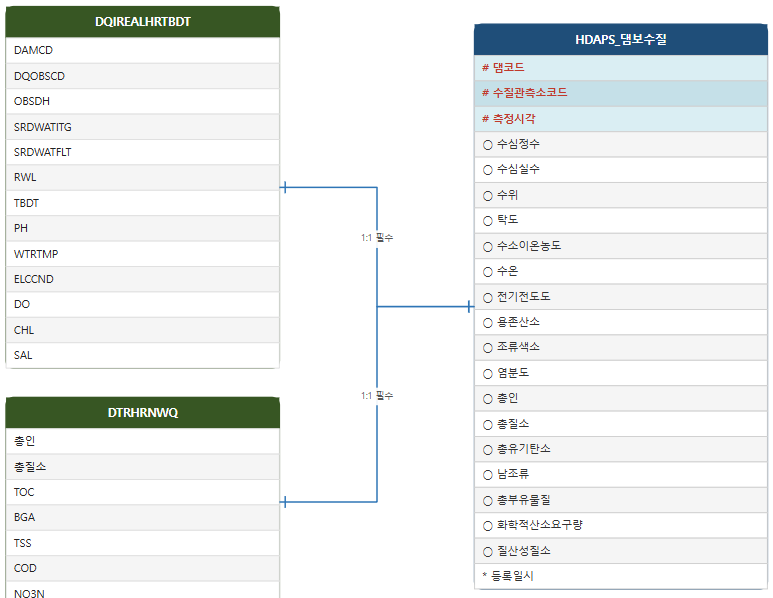 DQIREALHRTBDT
DAMCD
DQOBSCD
OBSDH
SRDWATITG
SRDWATFLT
RWL
TBDT
PH
WTRTMP
ELCCND
DO
CHL
SAL
DTRHRNWQ
총인
총질소
TOC
BGA
TSS
COD
NO3N
1:1 필수
1:1 필수
HDAPS_댐보수질
# 댐코드
# 수질관측소코드
# 측정시각
○ 수심정수
○ 수심실수
○ 수위
○ 탁도
○ 수소이온농도
○ 수온
○ 전기전도도
○ 용존산소
○ 조류색소
○ 염분도
○ 총인
○ 총질소
○ 총유기탄소
○ 남조류
○ 총부유물질
○ 화학적산소요구량
○ 질산성질소
* 등록일시